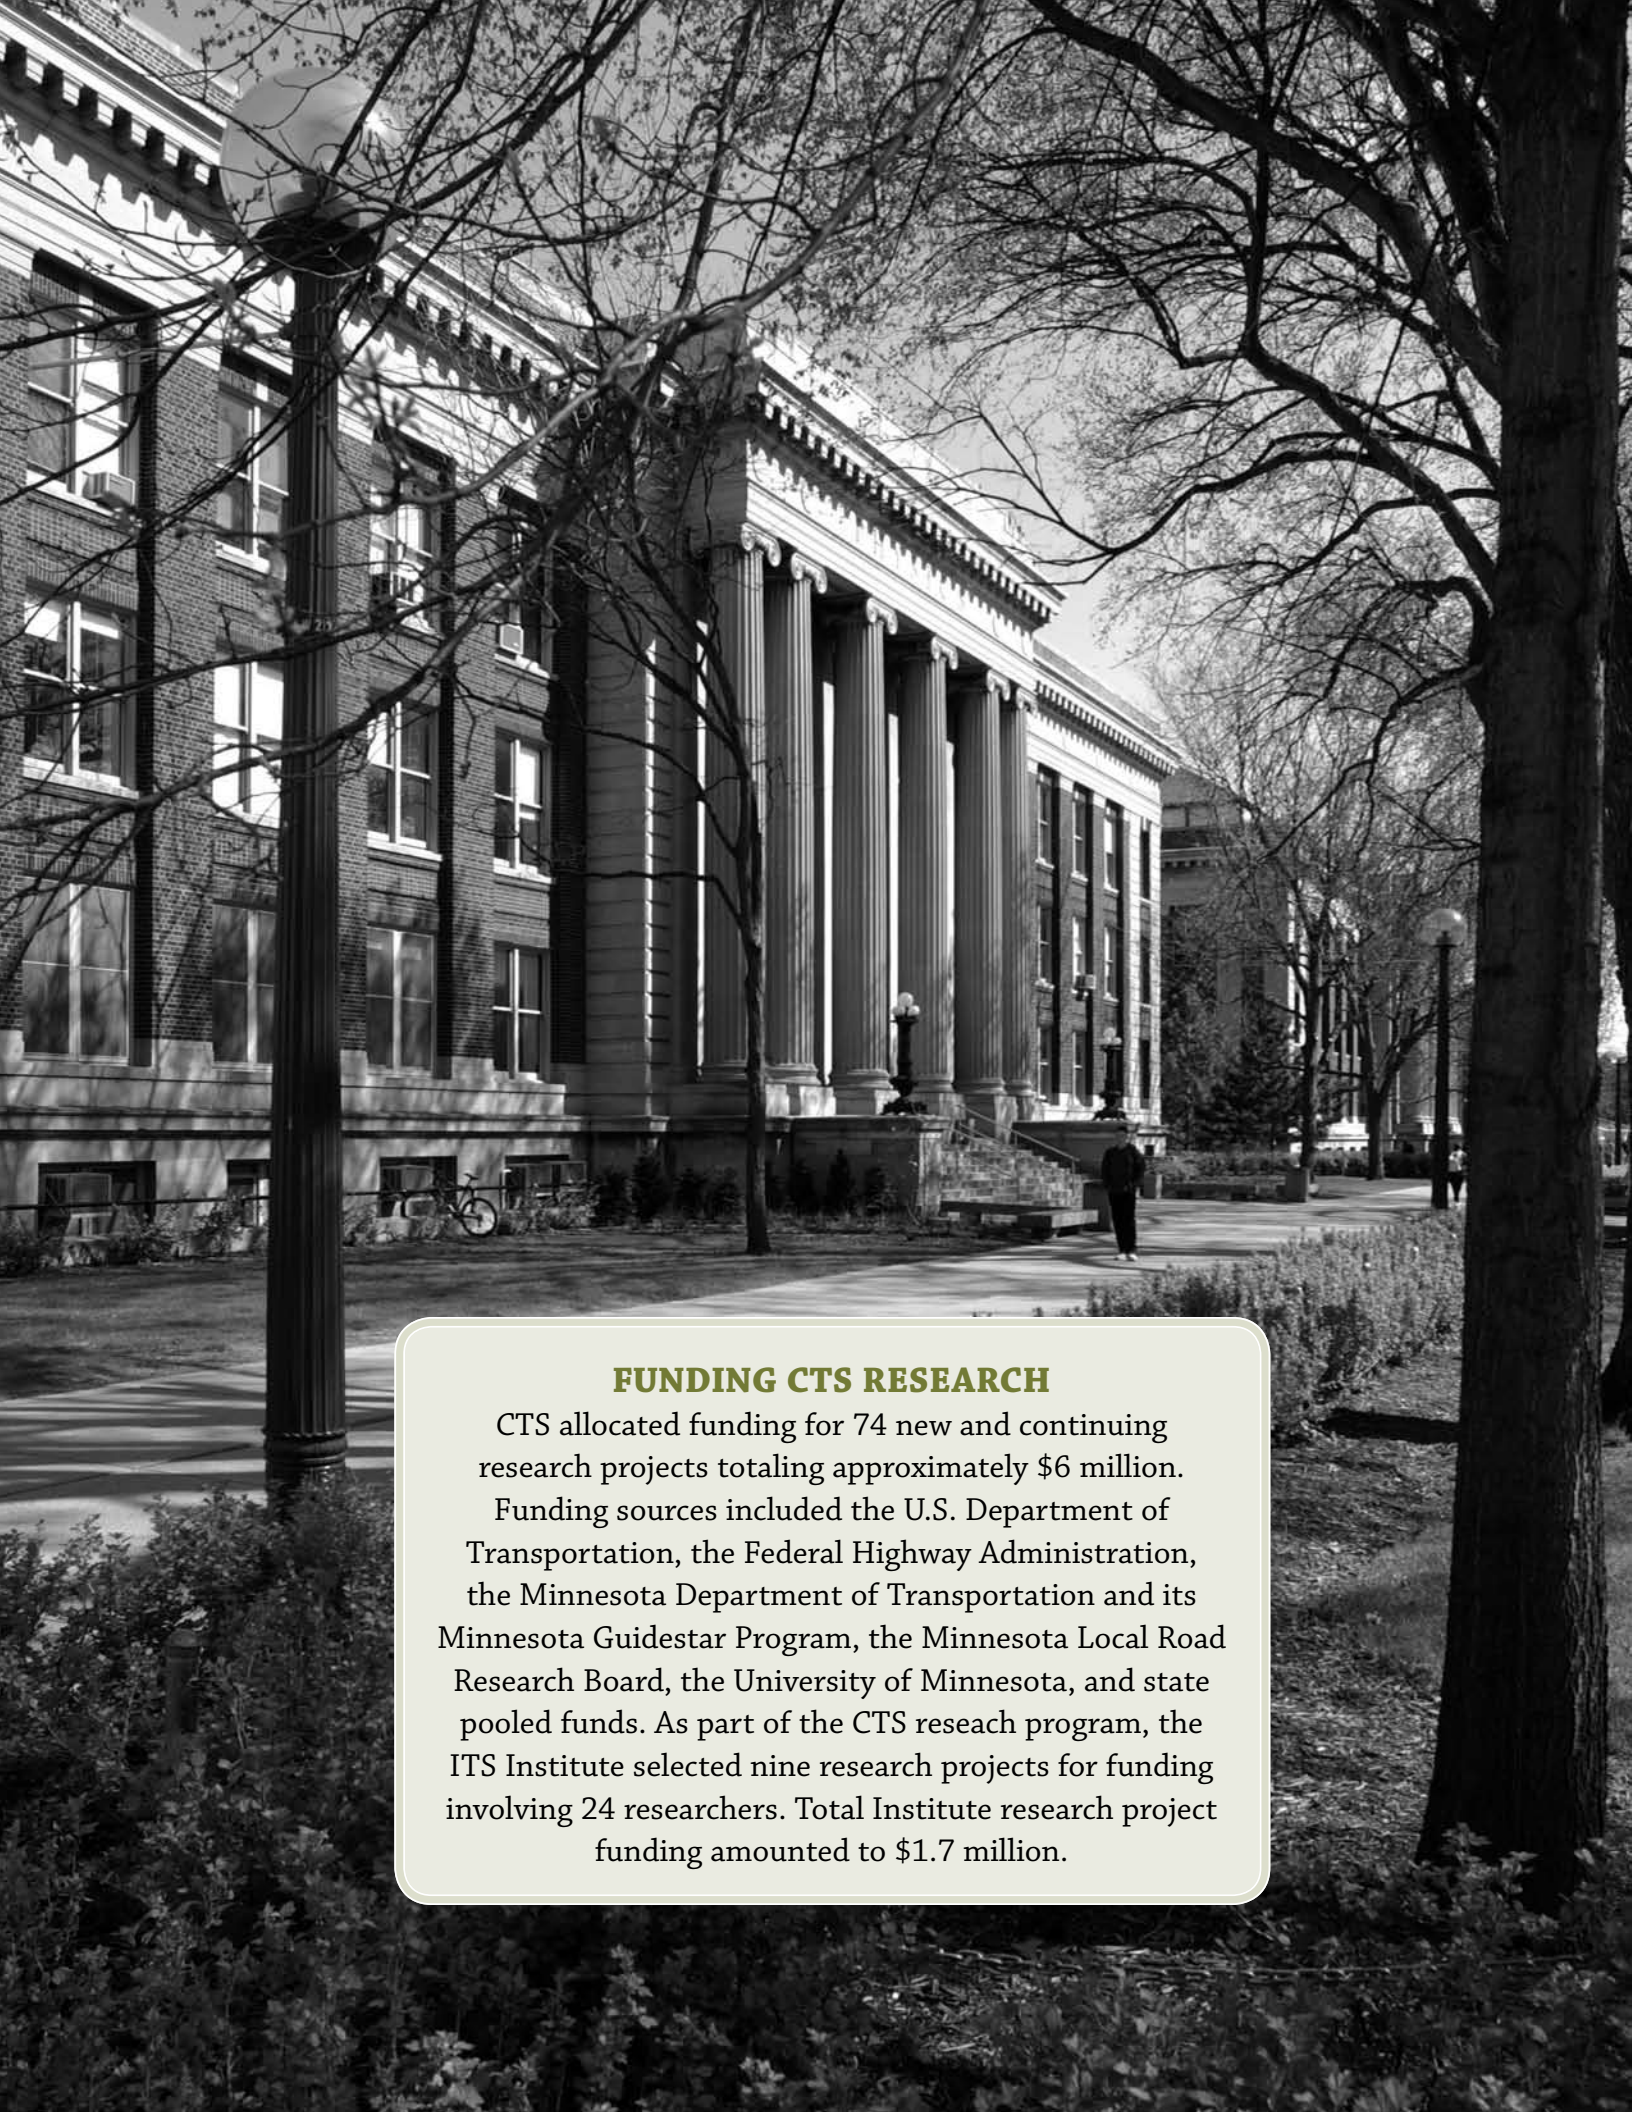 FUNDING CTS RESEARCH
CTS allocated funding for 74 new and continuing
research projects totaling approximately $6 million.
Funding sources included the U.S. Department of
Transportation, the Federal Highway Administration,
the Minnesota Department of Transportation and its
Minnesota Guidestar Program, the Minnesota Local Road
Research Board, the University of Minnesota, and state
pooled funds. As part of the CTS reseach program, the
ITS Institute selected nine research projects for funding
involving 24 researchers. Total Institute research project
funding amounted to $1.7 million.